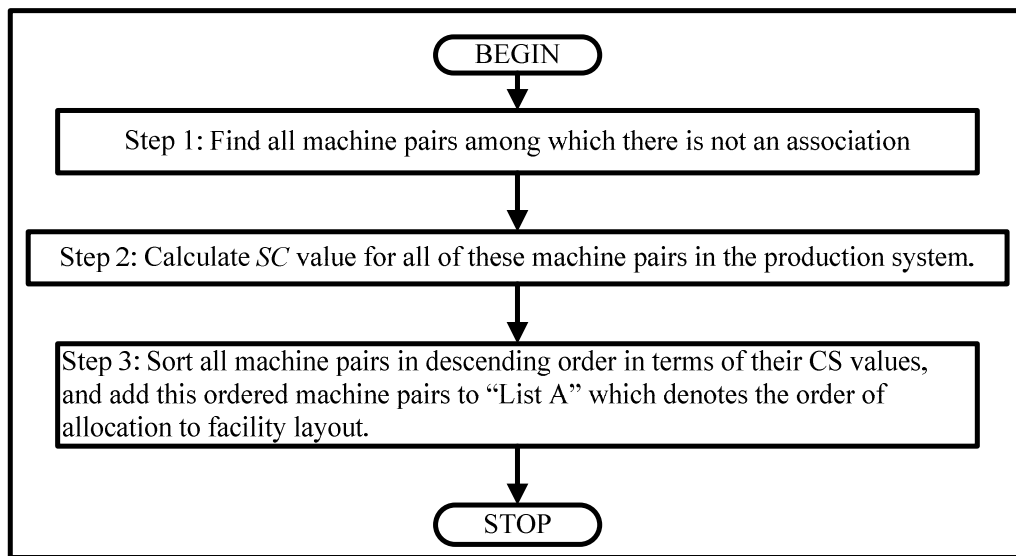 BEGIN
Step 1: Find all machine pairs among which there is not an association
Step 2: Calculate SC value for all of these machine pairs in the production system.
Step 3: Sort all machine pairs in descending order in terms of their CS values,
and add this ordered machine pairs to “List A” which denotes the order of
allocation to facility layout.
STOP